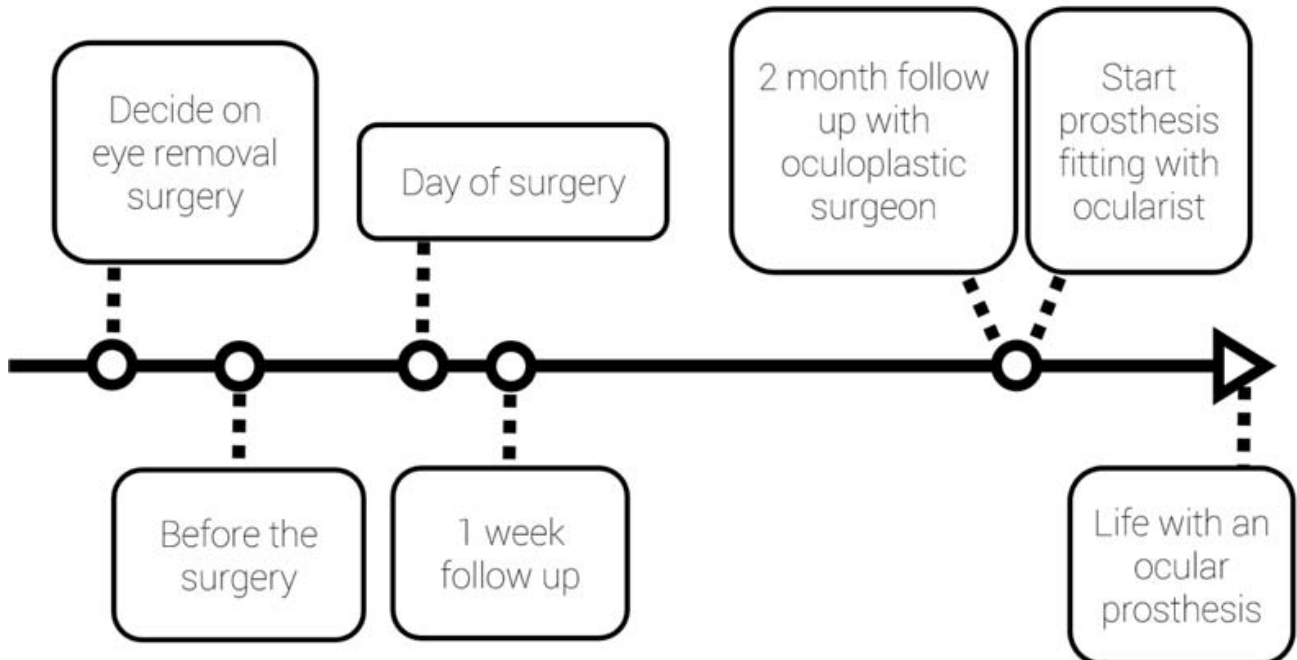 Decide on
eye removal
surgery
Before the
surgery
Day of surgery
1 week
follow up
2 month follow
up with
oculoplastic
surgeon
Start
prosthesis
fitting with
ocularist
Life with an
ocular
prosthesis